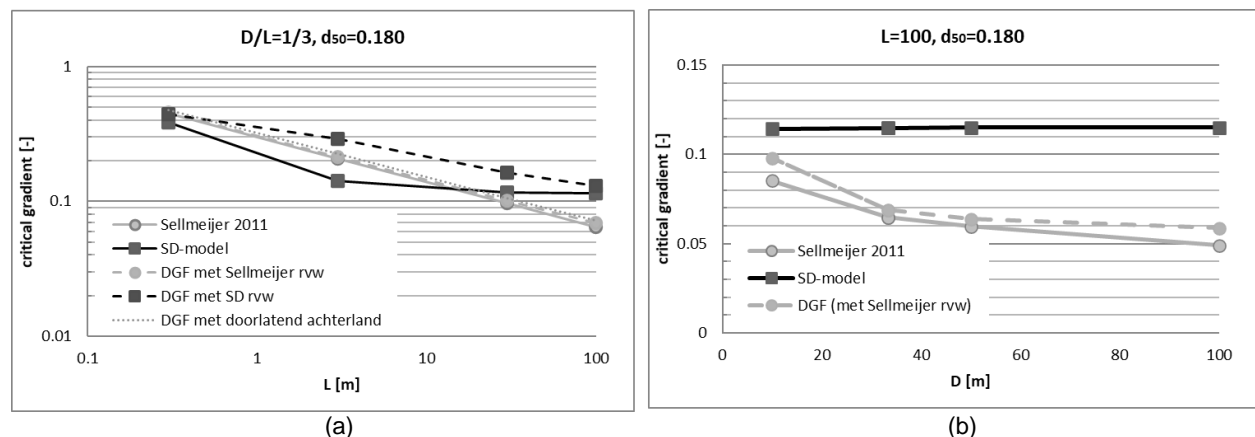 D/L=1/3, d50=0.180
critical gradient [-]
1
0.1
0.01
Sellmeijer 2011
SD-model
DGF met Sellmeijer rvw
DGF met SD rvw
DGF met doorlatend achterland
0.1
1
10
100
L [m]
(a)
L=100, d50=0.180
critical gradient [-]
0.15
0.1
0.05
0
Sellmeijer 2011
SD-model
DGF (met Sellmeijer rvw)
0
20
40
60
80
100
D [m]
(b)